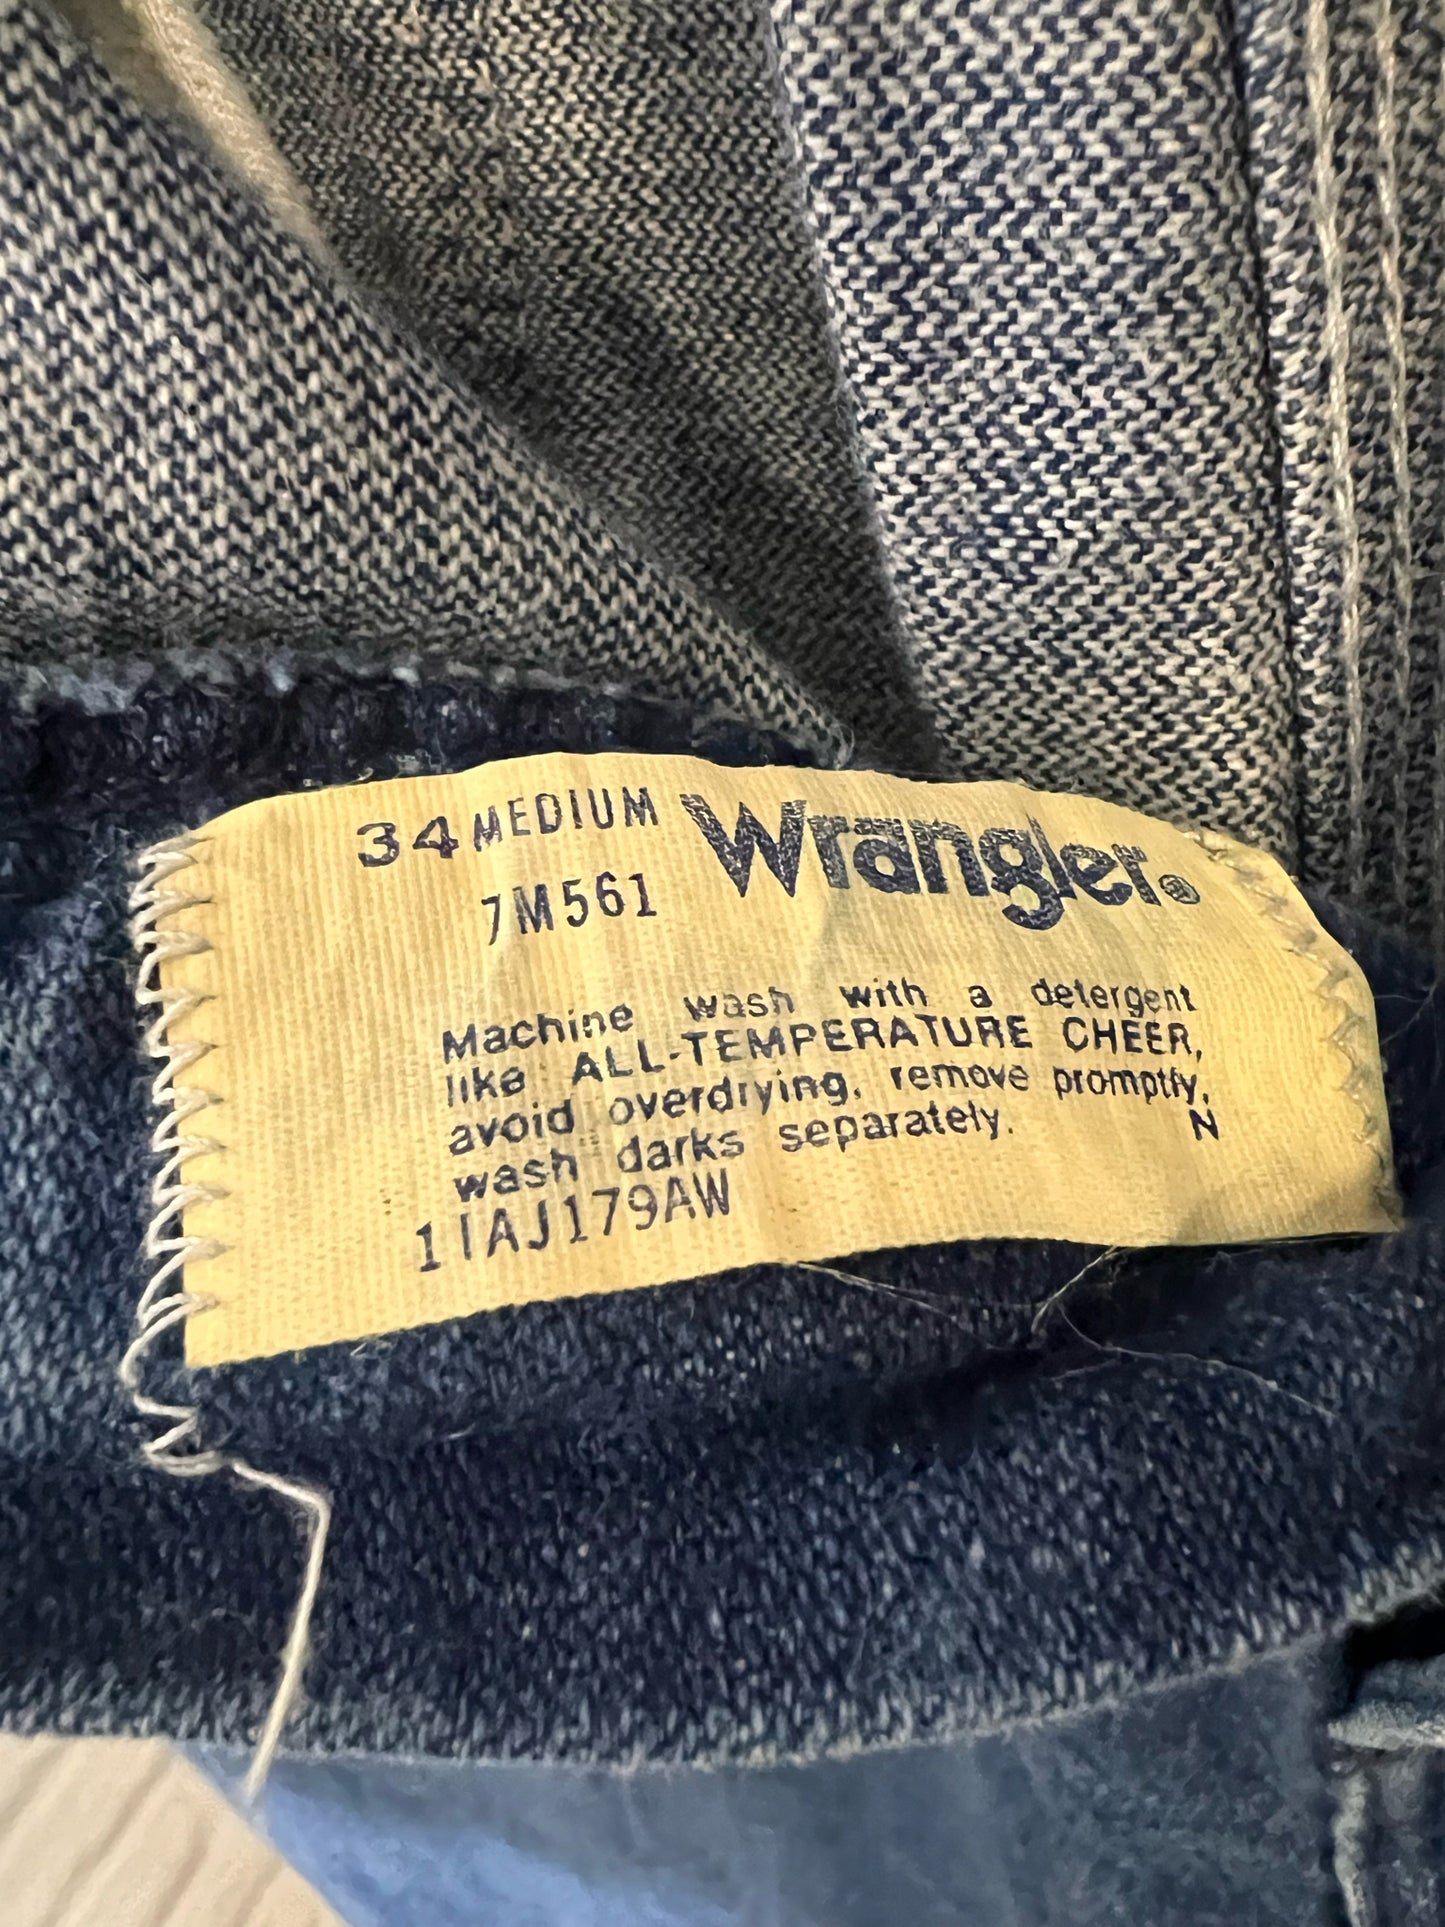 34 MEDIUM Wrangler®
7M561
Machine wash with a detergent
like ALL-TEMPERATURE CHEER,
avoid overdrying, remove promptly,
wash darks separately. N
11AJ179AW